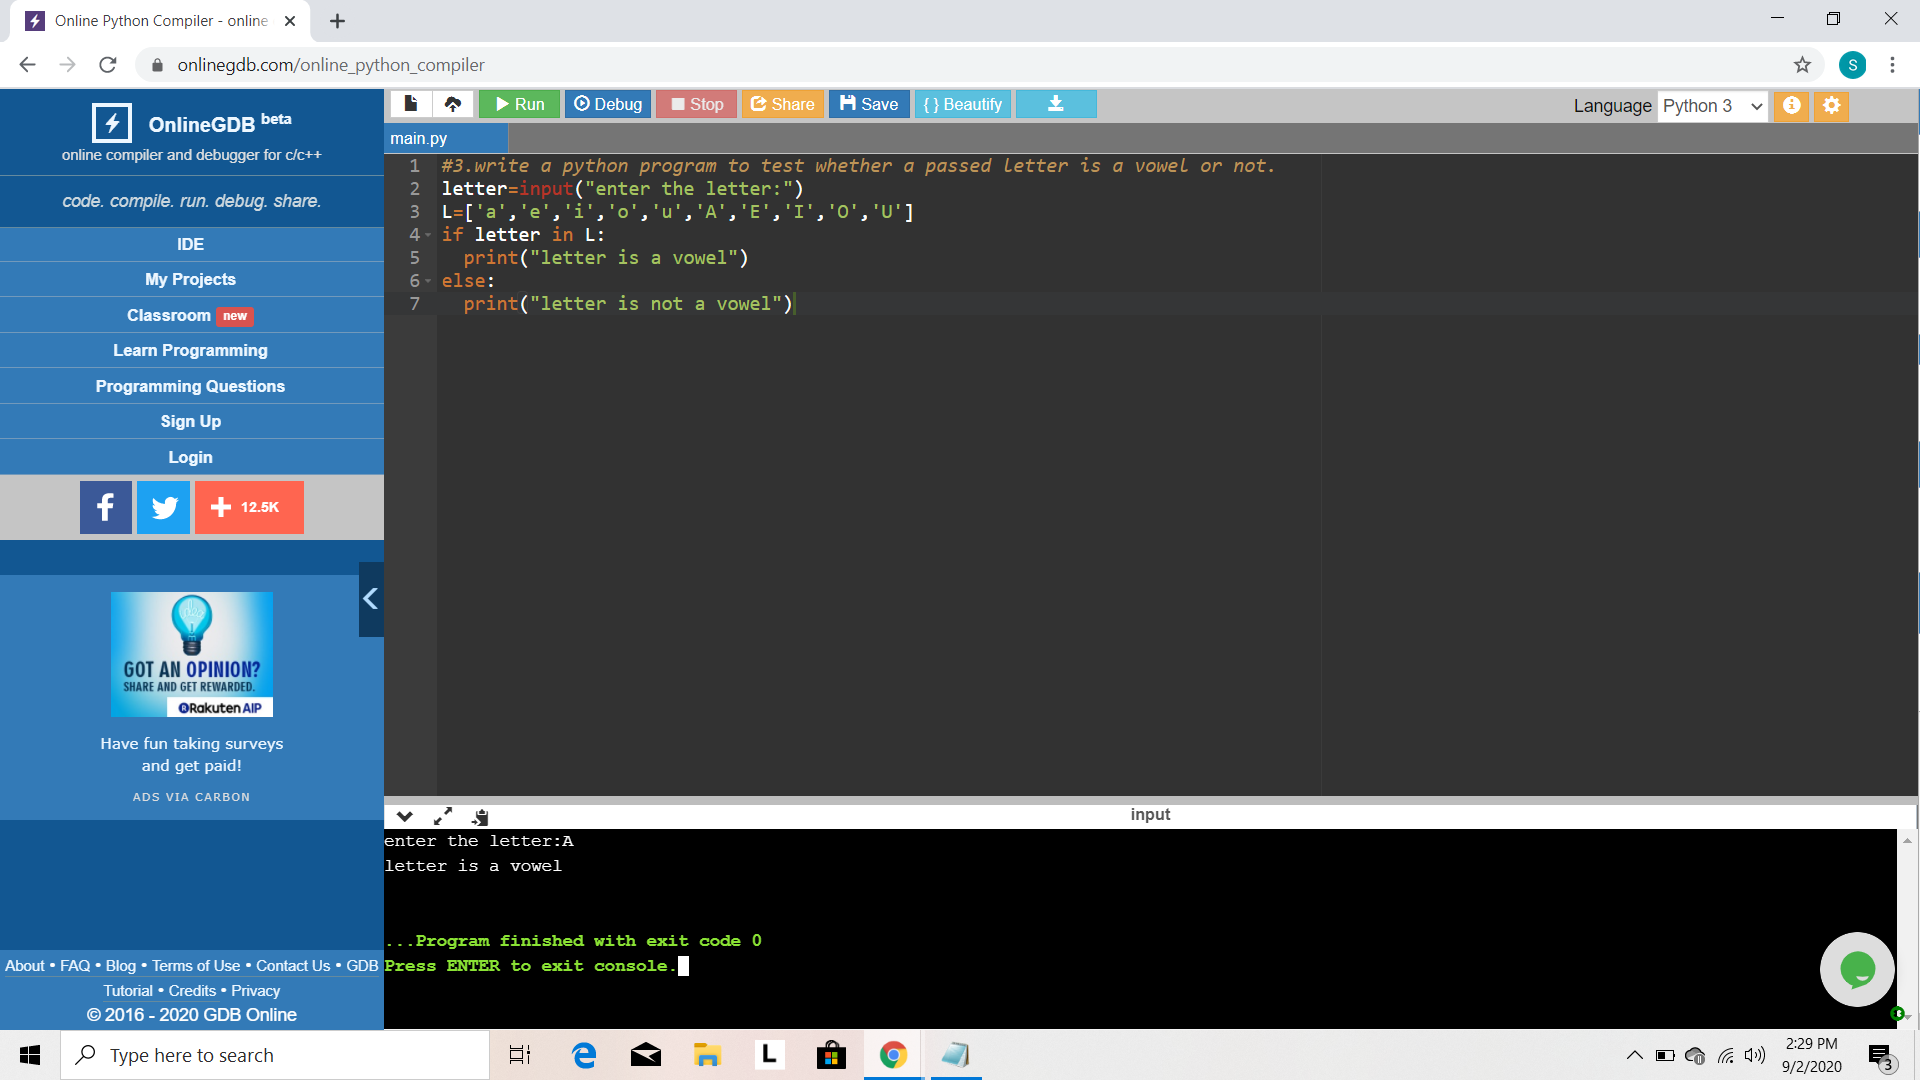 Online Python Compiler - online
onlinegdb.com/online_python_compiler
S
OnlineGDB beta
online compiler and debugger for c/c++
code. compile. run. debug. share.
IDE
My Projects
Classroom new
Learn Programming
Programming Questions
Sign Up
Login
12.5K
GOT AN OPINION?
SHARE AND GET REWARDED.
Rakuten AIP
Have fun taking surveys
and get paid!
ADS VIA CARBON
About • FAQ • Blog • Terms of Use • Contact Us • GDB
Tutorial • Credits • Privacy
© 2016 - 2020 GDB Online
Run Debug Stop Share Save { } Beautify
Language Python 3
main.py
1 #3.write a python program to test whether a passed letter is a vowel or not.
2 letter=input("enter the letter:")
3 L=['a','e','i','o','u','A','E','I','O','U']
4 if letter in L:
5 print("letter is a vowel")
6 else:
7 print("letter is not a vowel")
input
enter the letter:A
letter is a vowel
...Program finished with exit code 0
Press ENTER to exit console.
Type here to search
L
2:29 PM
9/2/2020
3